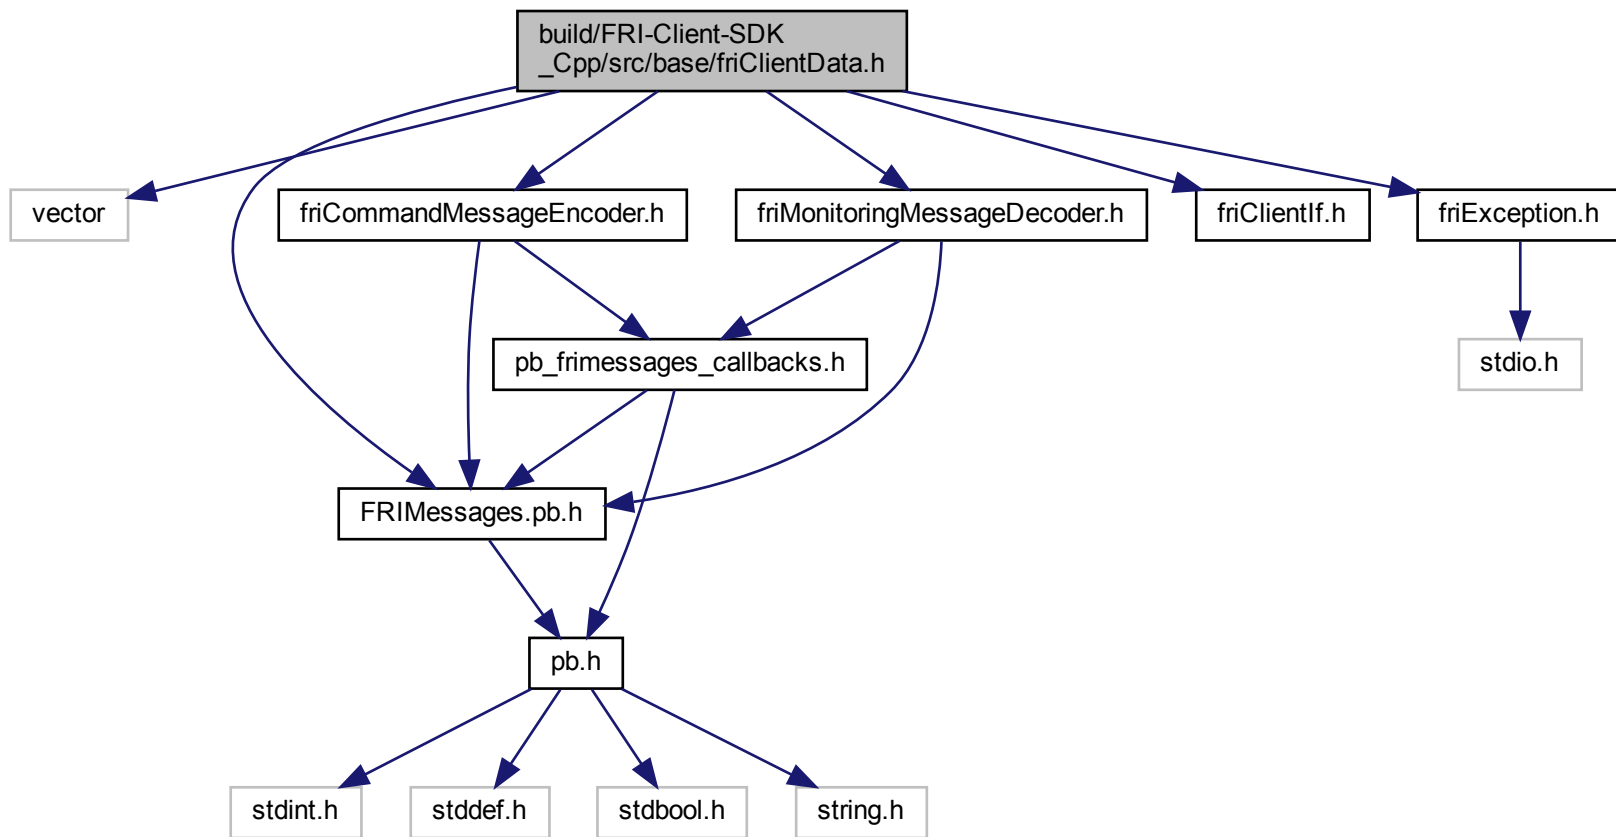 build/FRI-Client-SDK
_Cpp/src/base/friClientData.h
vector
friCommandMessageEncoder.h
friMonitoringMessageDecoder.h
friClientIf.h
friException.h
pb_frimessages_callbacks.h
stdio.h
FRIMessages.pb.h
pb.h
stdint.h
stddef.h
stdbool.h
string.h